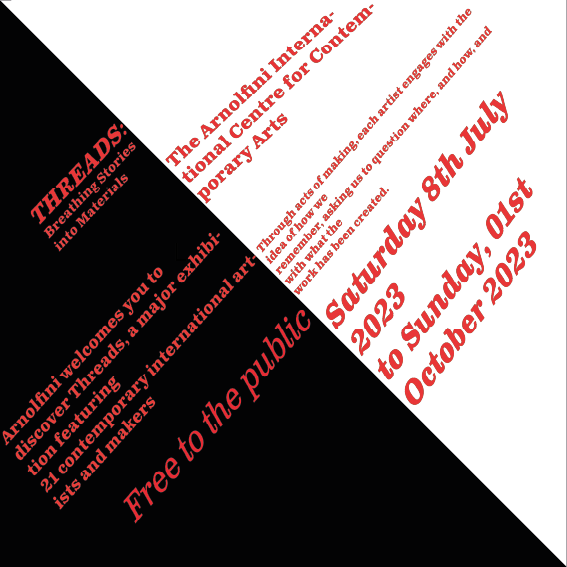 THREADS:
Breathing Stories
into Materials
The Arnolfini Interna-
tional Centre for Contem-
porary Arts
Through acts of making, each artist engages with the
idea of how we
remember, asking us to question where, and how, and
with what the
work has been created.
Arnolfini welcomes you to
discover Threads, a major exhibi-
tion featuring
21 contemporary international art-
ists and makers
Free to the public
Saturday 8th July
2023
to Sunday, 01st
October 2023